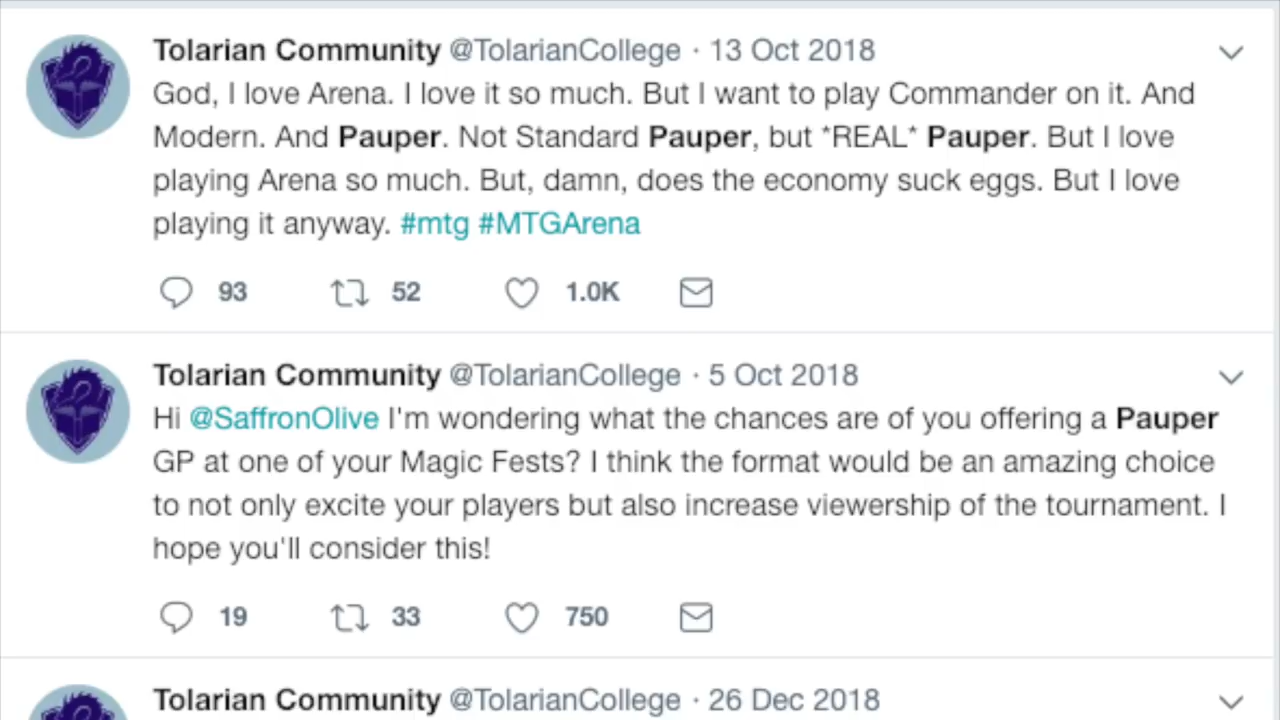 Tolarian Community @TolarianCollege · 13 Oct 2018
God, I love Arena. I love it so much. But I want to play Commander on it. And
Modern. And Pauper. Not Standard Pauper, but *REAL* Pauper. But I love
playing Arena so much. But, damn, does the economy suck eggs. But I love
playing it anyway. #mtg #MTGArena
93 52 1.0K
Tolarian Community @TolarianCollege · 5 Oct 2018
Hi @SaffronOlive I'm wondering what the chances are of you offering a Pauper
GP at one of your Magic Fests? I think the format would be an amazing choice
to not only excite your players but also increase viewership of the tournament. I
hope you'll consider this!
19 33 750
Tolarian Community @TolarianCollege · 26 Dec 2018